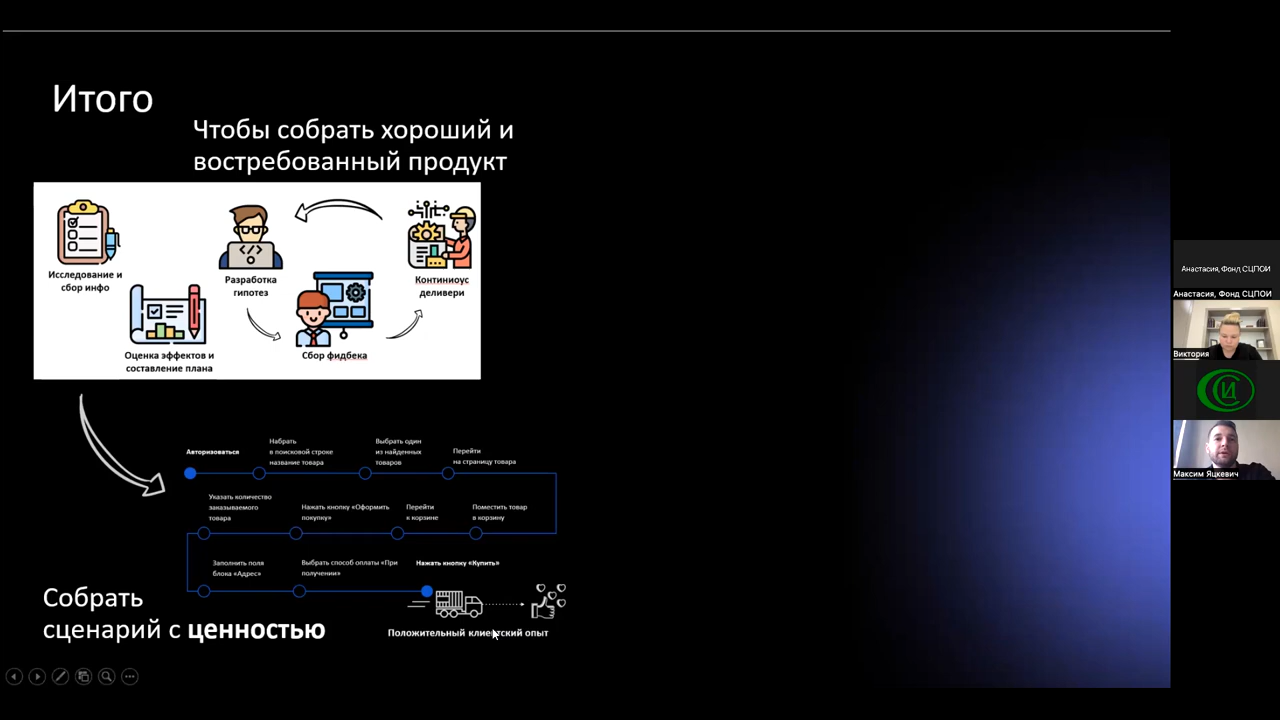 Итого
Чтобы собрать хороший и
востребованный продукт
Исследование и
сбор инфо
Оценка эффектов и
составление плана
Разработка
гипотез
Сбор фидбека
Континиоус
деливери
Авторизоваться
Набрать
в поисковой строке
название товара
Выбрать один
из найденных
товаров
Перейти
на страницу товара
Указать количество
заказываемого
товара
Нажать кнопку «Оформить
покупку»
Перейти
к корзине
Поместить товар
в корзину
Заполнить поля
блока «Адрес»
Выбрать способ оплаты «При
получении»
Нажать кнопку «Купить»
Положительный клиентский опыт
Собрать
сценарий с ценностью
Анастасия, Фонд СЦПОИ
Анастасия, Фонд СЦПОИ
Виктория
Максим Яцкевич